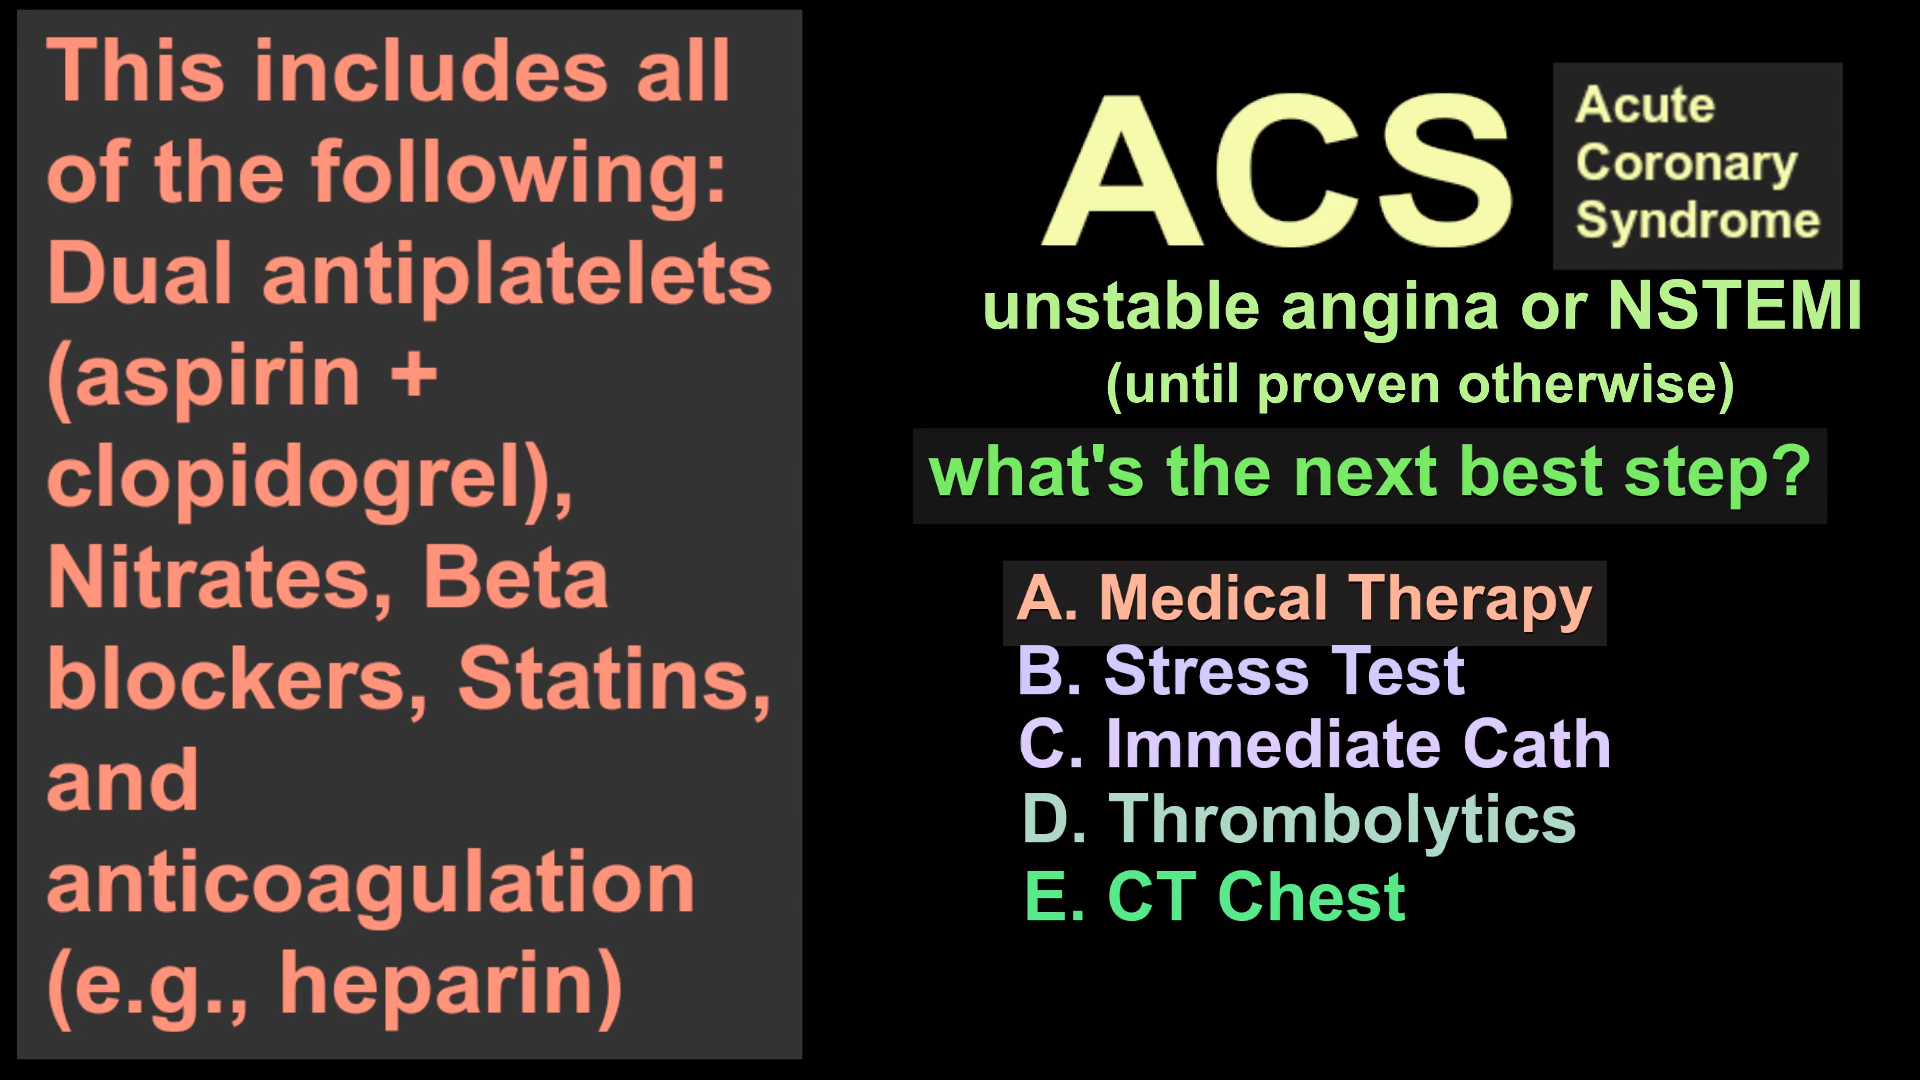 This includes all
of the following:
Dual antiplatelets
(aspirin +
clopidogrel),
Nitrates, Beta
blockers, Statins,
and
anticoagulation
(e.g., heparin)
ACS
Acute
Coronary
Syndrome
unstable angina or NSTEMI
(until proven otherwise)
what's the next best step?
A. Medical Therapy
B. Stress Test
C. Immediate Cath
D. Thrombolytics
E. CT Chest